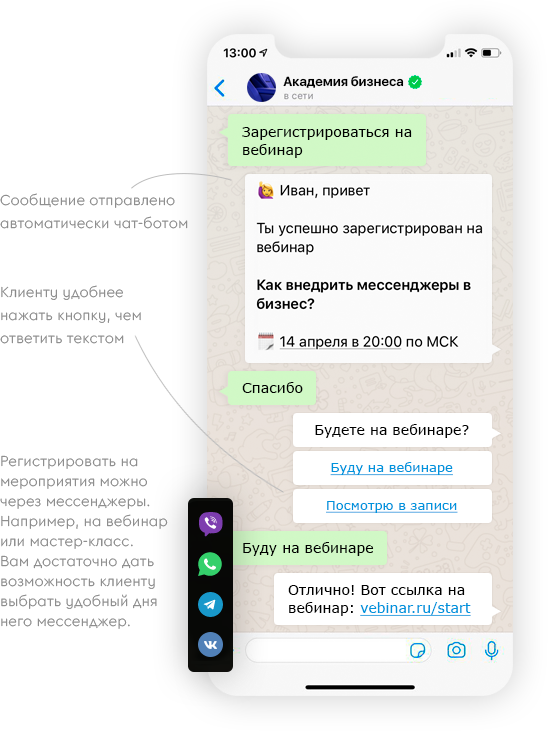 13:00
Академия бизнеса
в сети
Зарегистрироваться на
вебинар
Сообщение отправлено
автоматически чат-ботом
Иван, привет
Ты успешно зарегистрирован на
вебинар
Как внедрить мессенджеры в
бизнес?
14 апреля в 20:00 по МСК
Клиенту удобнее
нажать кнопку, чем
ответить текстом
Спасибо
Будете на вебинаре?
Буду на вебинаре
Посмотрю в записи
Регистрировать на
мероприятия можно
через мессенджеры.
Например, на вебинар
или мастер-класс.
Вам достаточно дать
возможность клиенту
выбрать удобный дня
него мессенджер.
Буду на вебинаре
Отлично! Вот ссылка на
вебинар: vebinar.ru/start